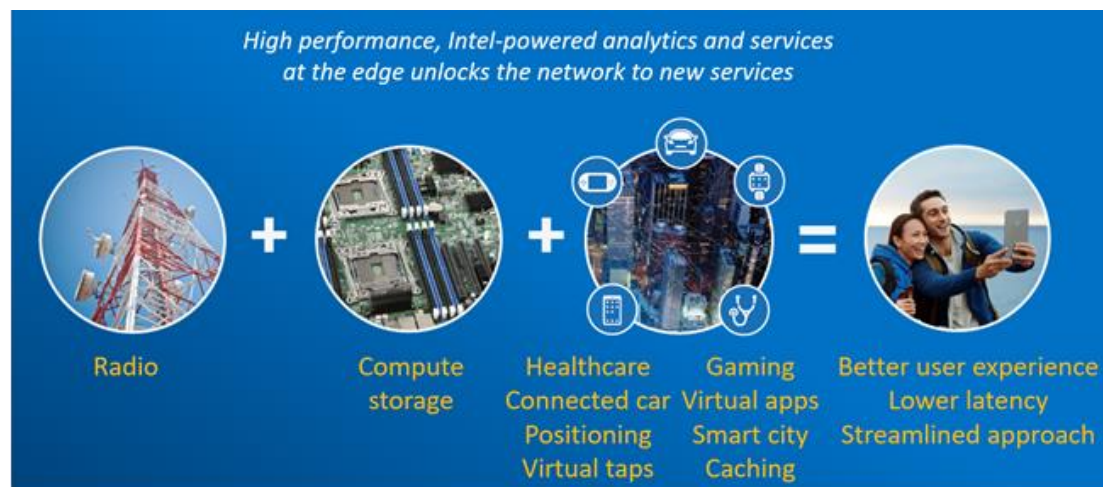 High performance, Intel-powered analytics and services
at the edge unlocks the network to new services
+
+
=
Radio
Compute
storage
Healthcare
Connected car
Positioning
Virtual taps
Gaming
Virtual apps
Smart city
Caching
Better user experience
Lower latency
Streamlined approach